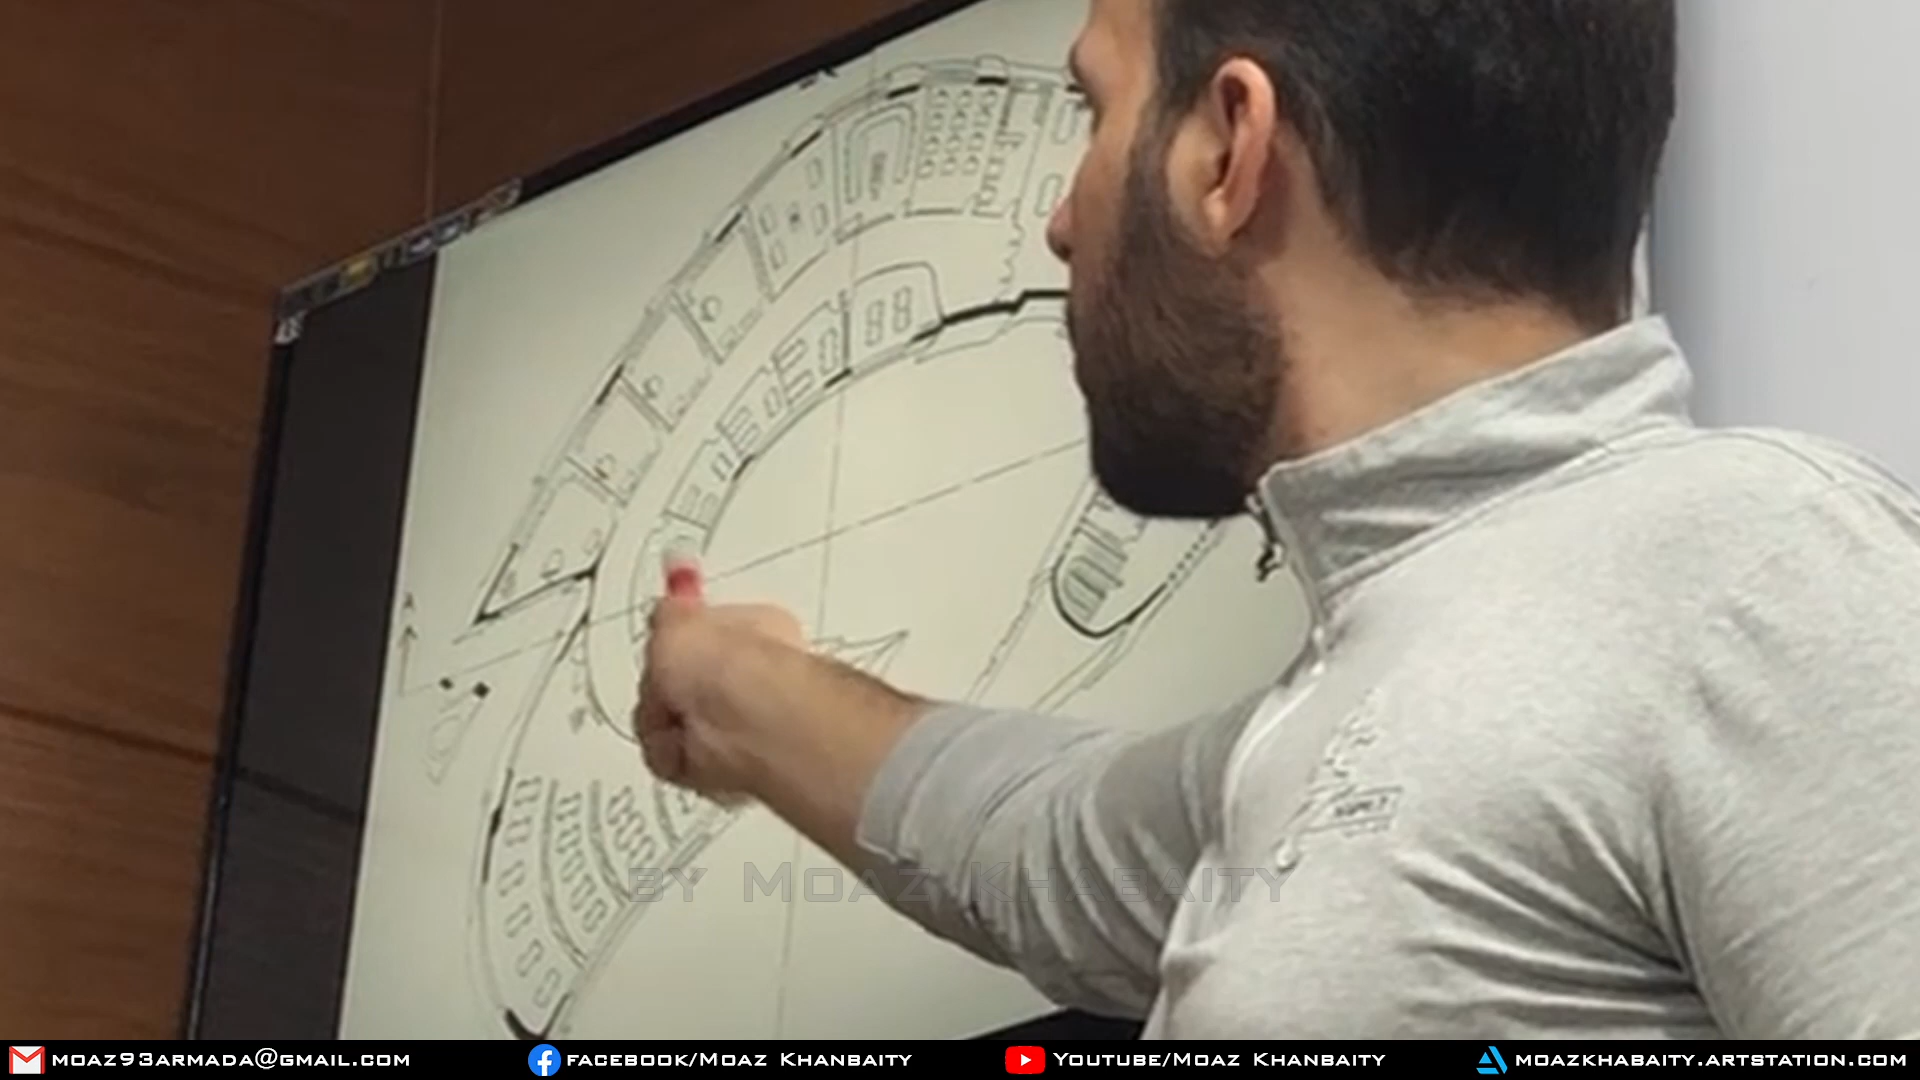 A
by Moaz Khabaity
moaz93armada@gmail.com
facebook/Moaz Khanbaity
Youtube/Moaz Khanbaity
moazkhabaity.artstation.com